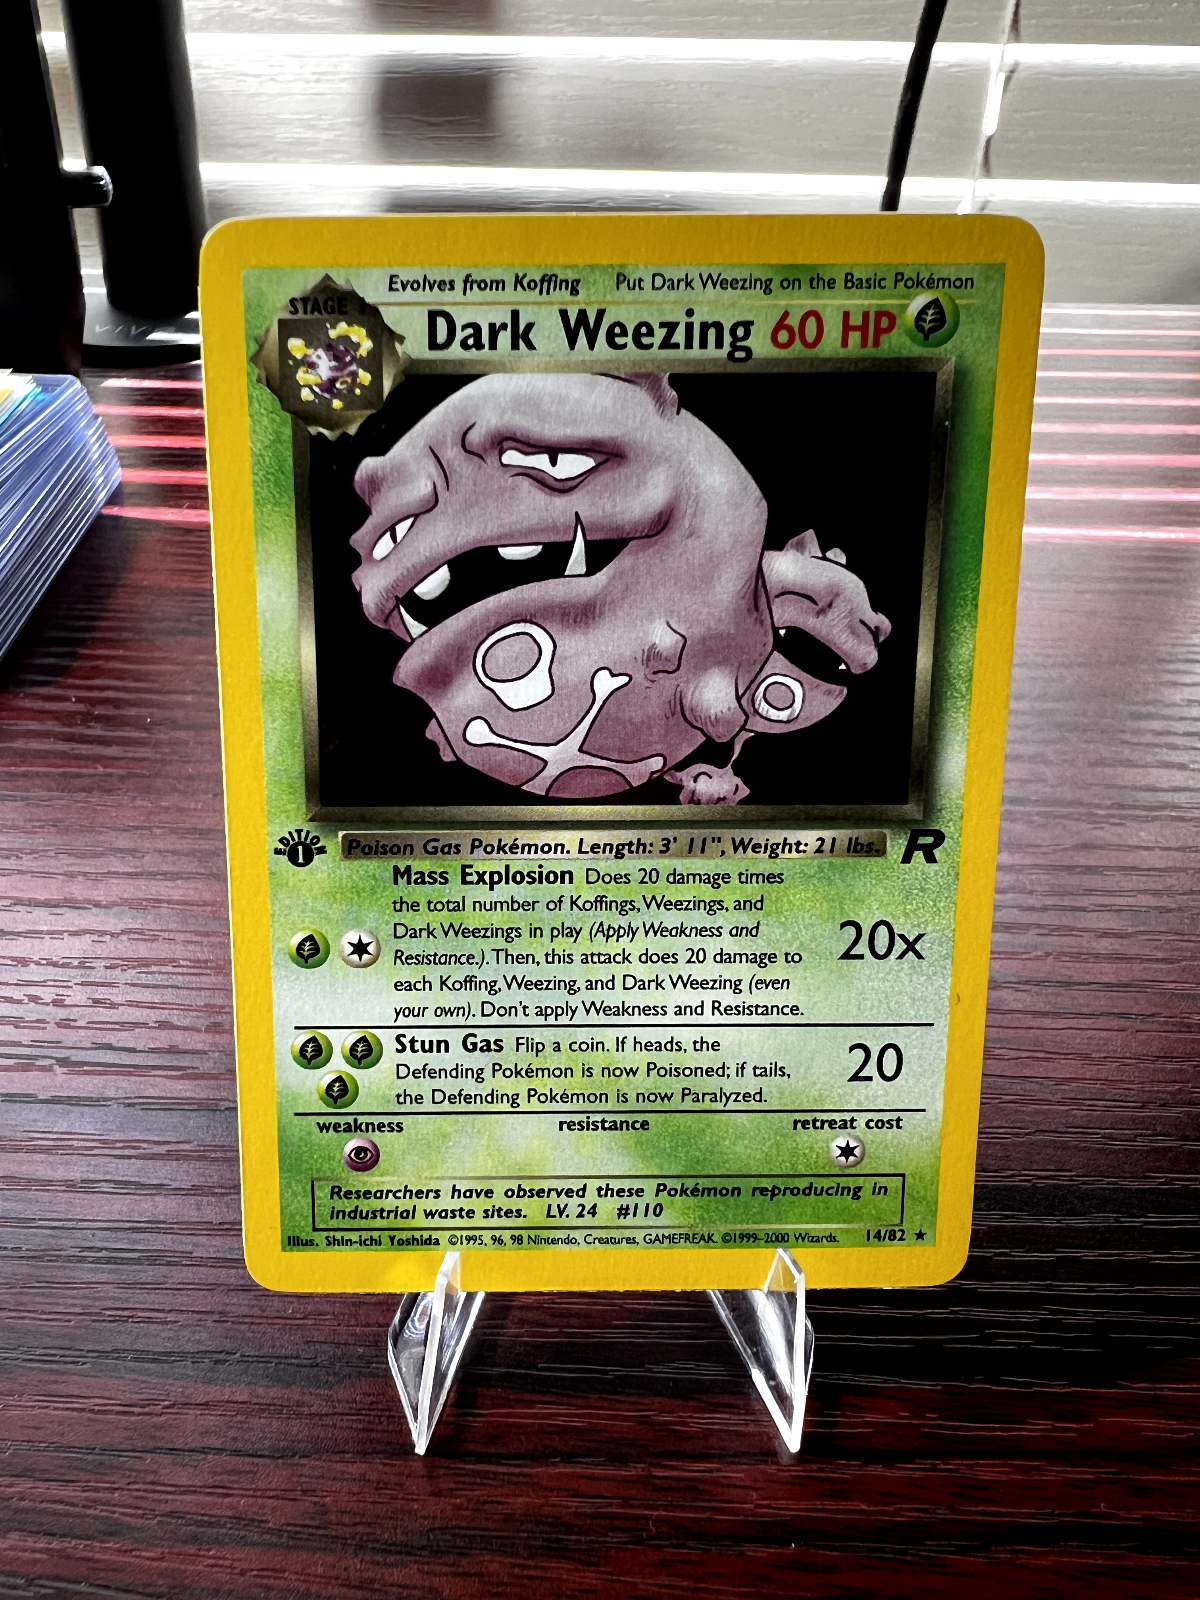 Evolves from Koffing Put Dark Weezing on the Basic Pokémon
STAGE 1
Dark Weezing 60 HP
EDITION
1
Poison Gas Pokémon. Length: 3' 11", Weight: 21 lbs.
R
Mass Explosion Does 20 damage times
the total number of Koffings, Weezings, and
Dark Weezings in play (Apply Weakness and
Resistance.). Then, this attack does 20 damage to
each Koffing, Weezing, and Dark Weezing (even
your own). Don't apply Weakness and Resistance.
20x
Stun Gas Flip a coin. If heads, the
Defending Pokémon is now Poisoned; if tails,
the Defending Pokémon is now Paralyzed.
20
weakness resistance retreat cost
Researchers have observed these Pokémon reproducing in
industrial waste sites. LV. 24 #110
Illus. Shin-ichi Yoshida ©1995, 96, 98 Nintendo, Creatures, GAMEFREAK. ©1999–2000 Wizards. 14/82 ★